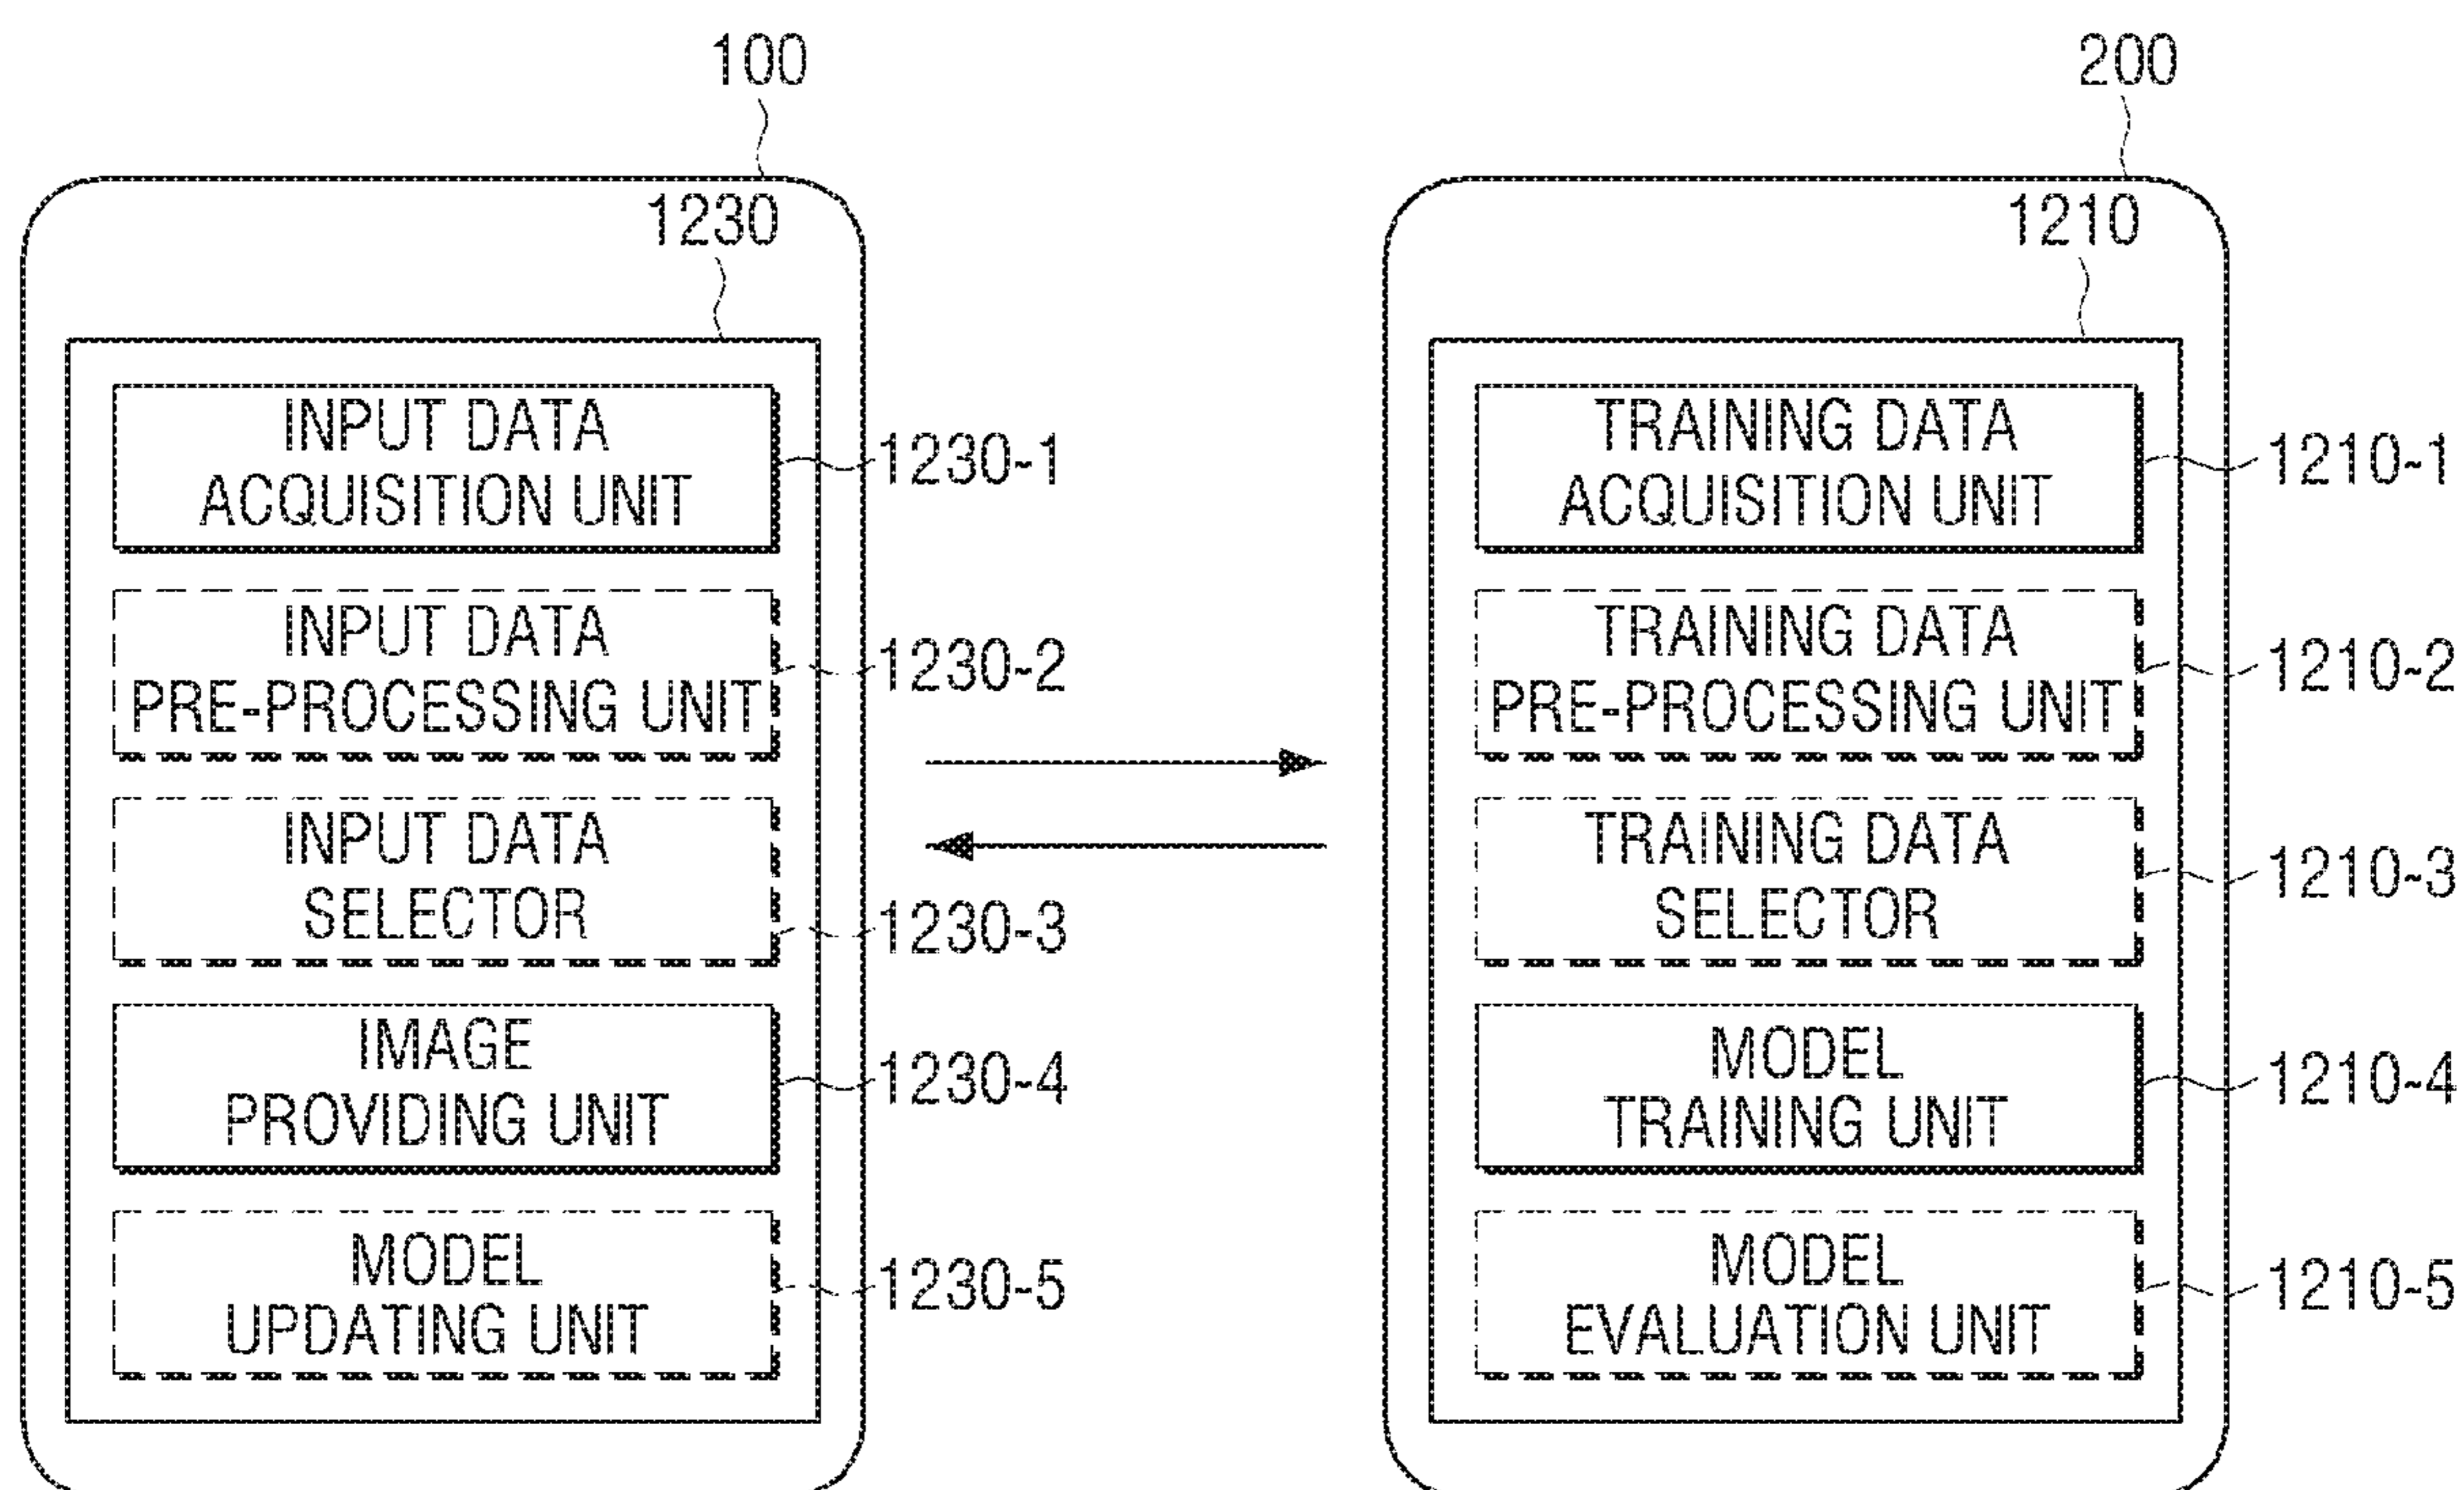 100
1230
INPUT DATA
ACQUISITION UNIT
1230-1
INPUT DATA
PRE-PROCESSING UNIT
1230-2
INPUT DATA
SELECTOR
1230-3
IMAGE
PROVIDING UNIT
1230-4
MODEL
UPDATING UNIT
1230-5
200
1210
TRAINING DATA
ACQUISITION UNIT
1210-1
TRAINING DATA
PRE-PROCESSING UNIT
1210-2
TRAINING DATA
SELECTOR
1210-3
MODEL
TRAINING UNIT
1210-4
MODEL
EVALUATION UNIT
1210-5